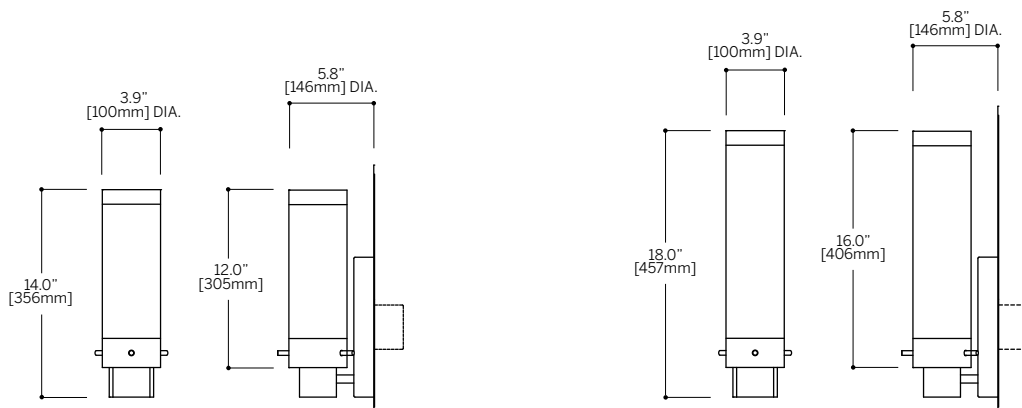 3.9”
[100mm] DIA.
5.8”
[146mm] DIA.
14.0”
[356mm]
12.0”
[305mm]
3.9”
[100mm] DIA.
5.8”
[146mm] DIA.
18.0”
[457mm]
16.0”
[406mm]